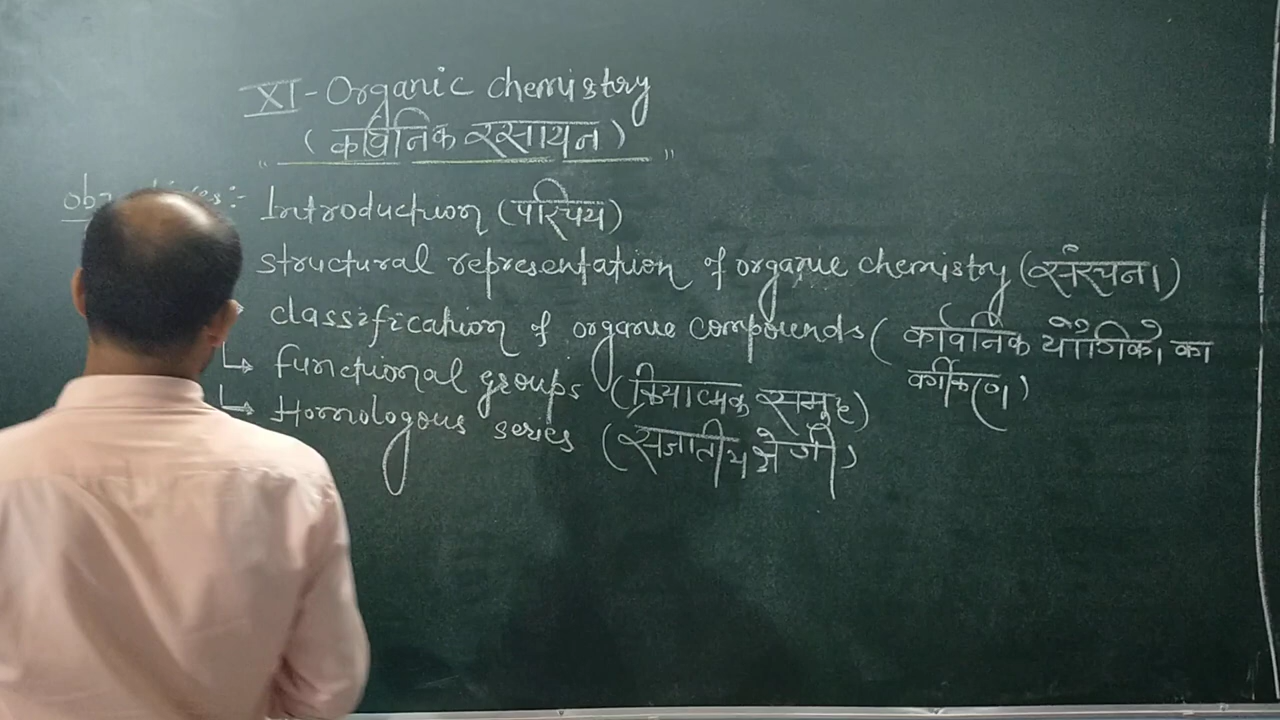 XI-Organic chemistry
(कार्बनिक रसायन)
Introduction (परिचय)
structural representation of organic chemistry (संरचना)
classification of organic compounds (कार्बनिक यौगिकों का
वर्गीकरण)
↳ functional groups (क्रियात्मक समूह)
↳ Homologous series (सजातीय श्रेणी)